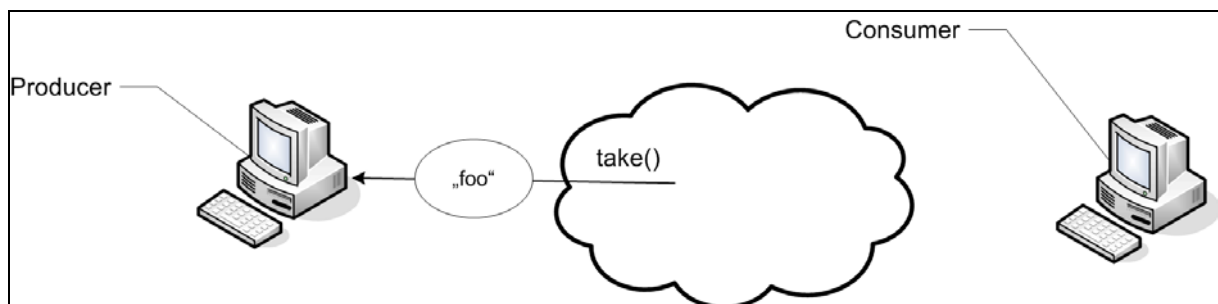 Consumer
Producer
take()
„foo“